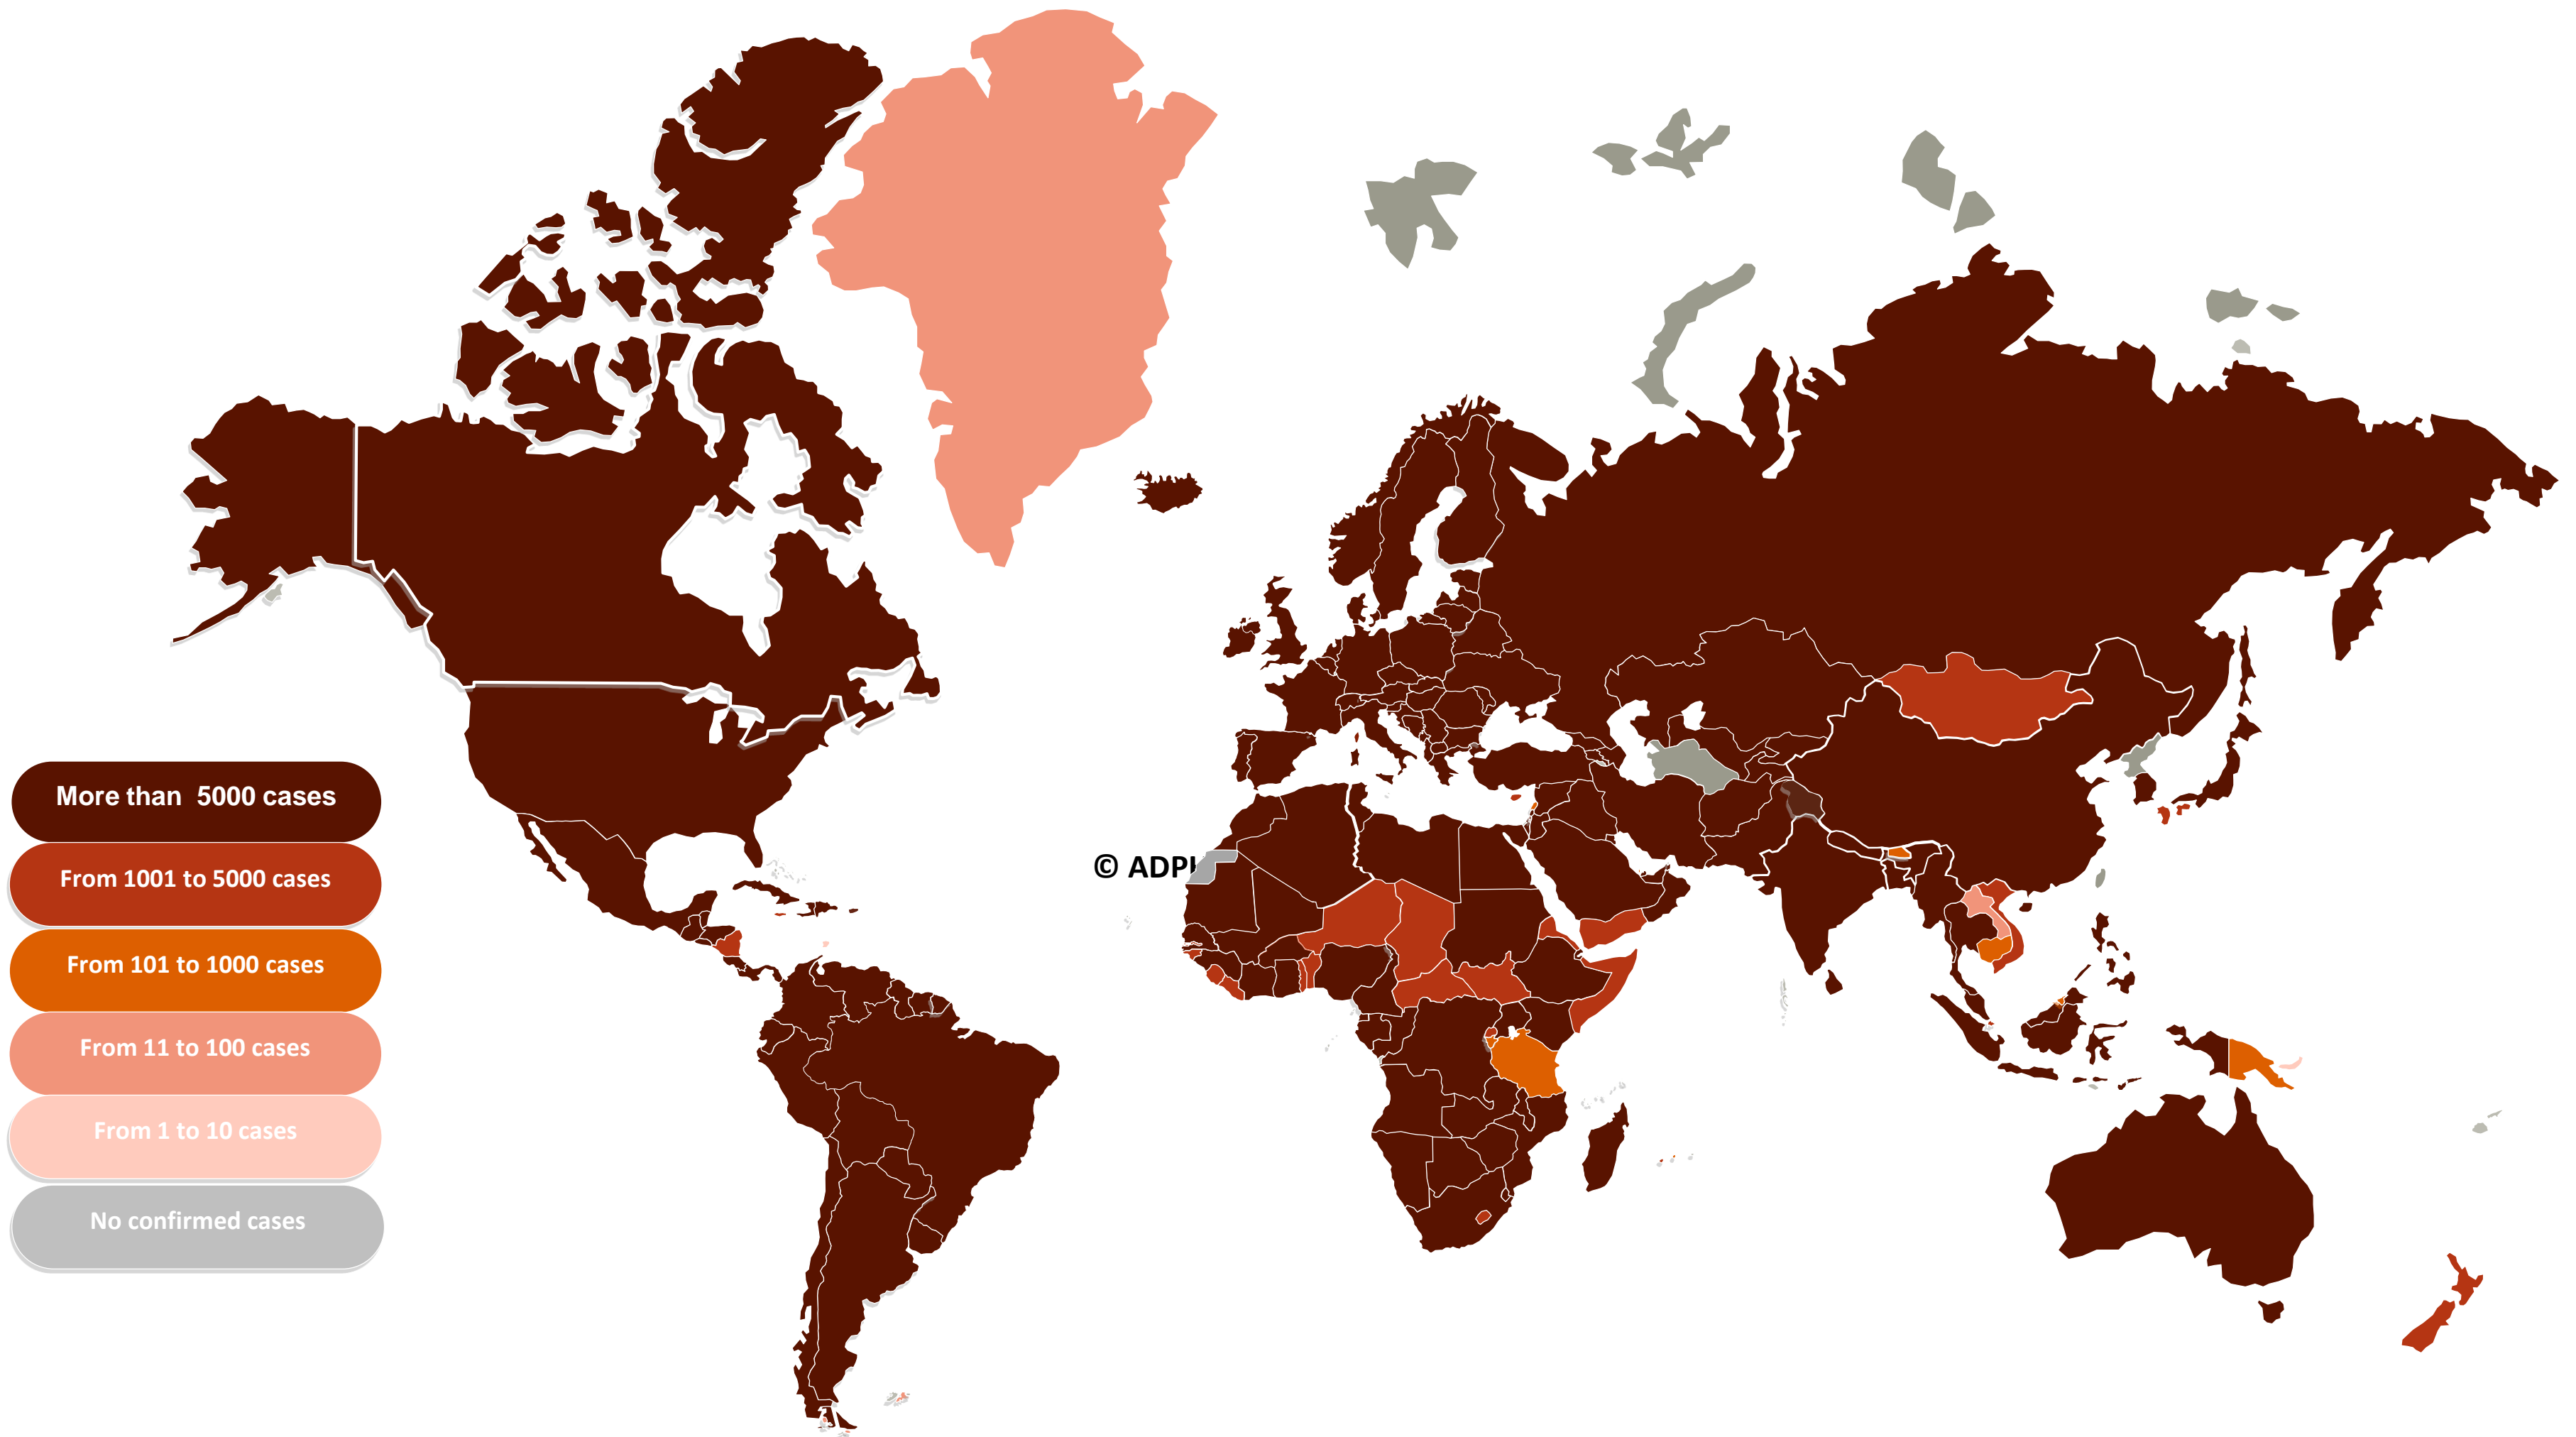 More than 5000 cases
From 1001 to 5000 cases
© ADPH
From 101 to 1000 cases
From 11 to 100 cases
From 1 to 10 cases
No confirmed cases